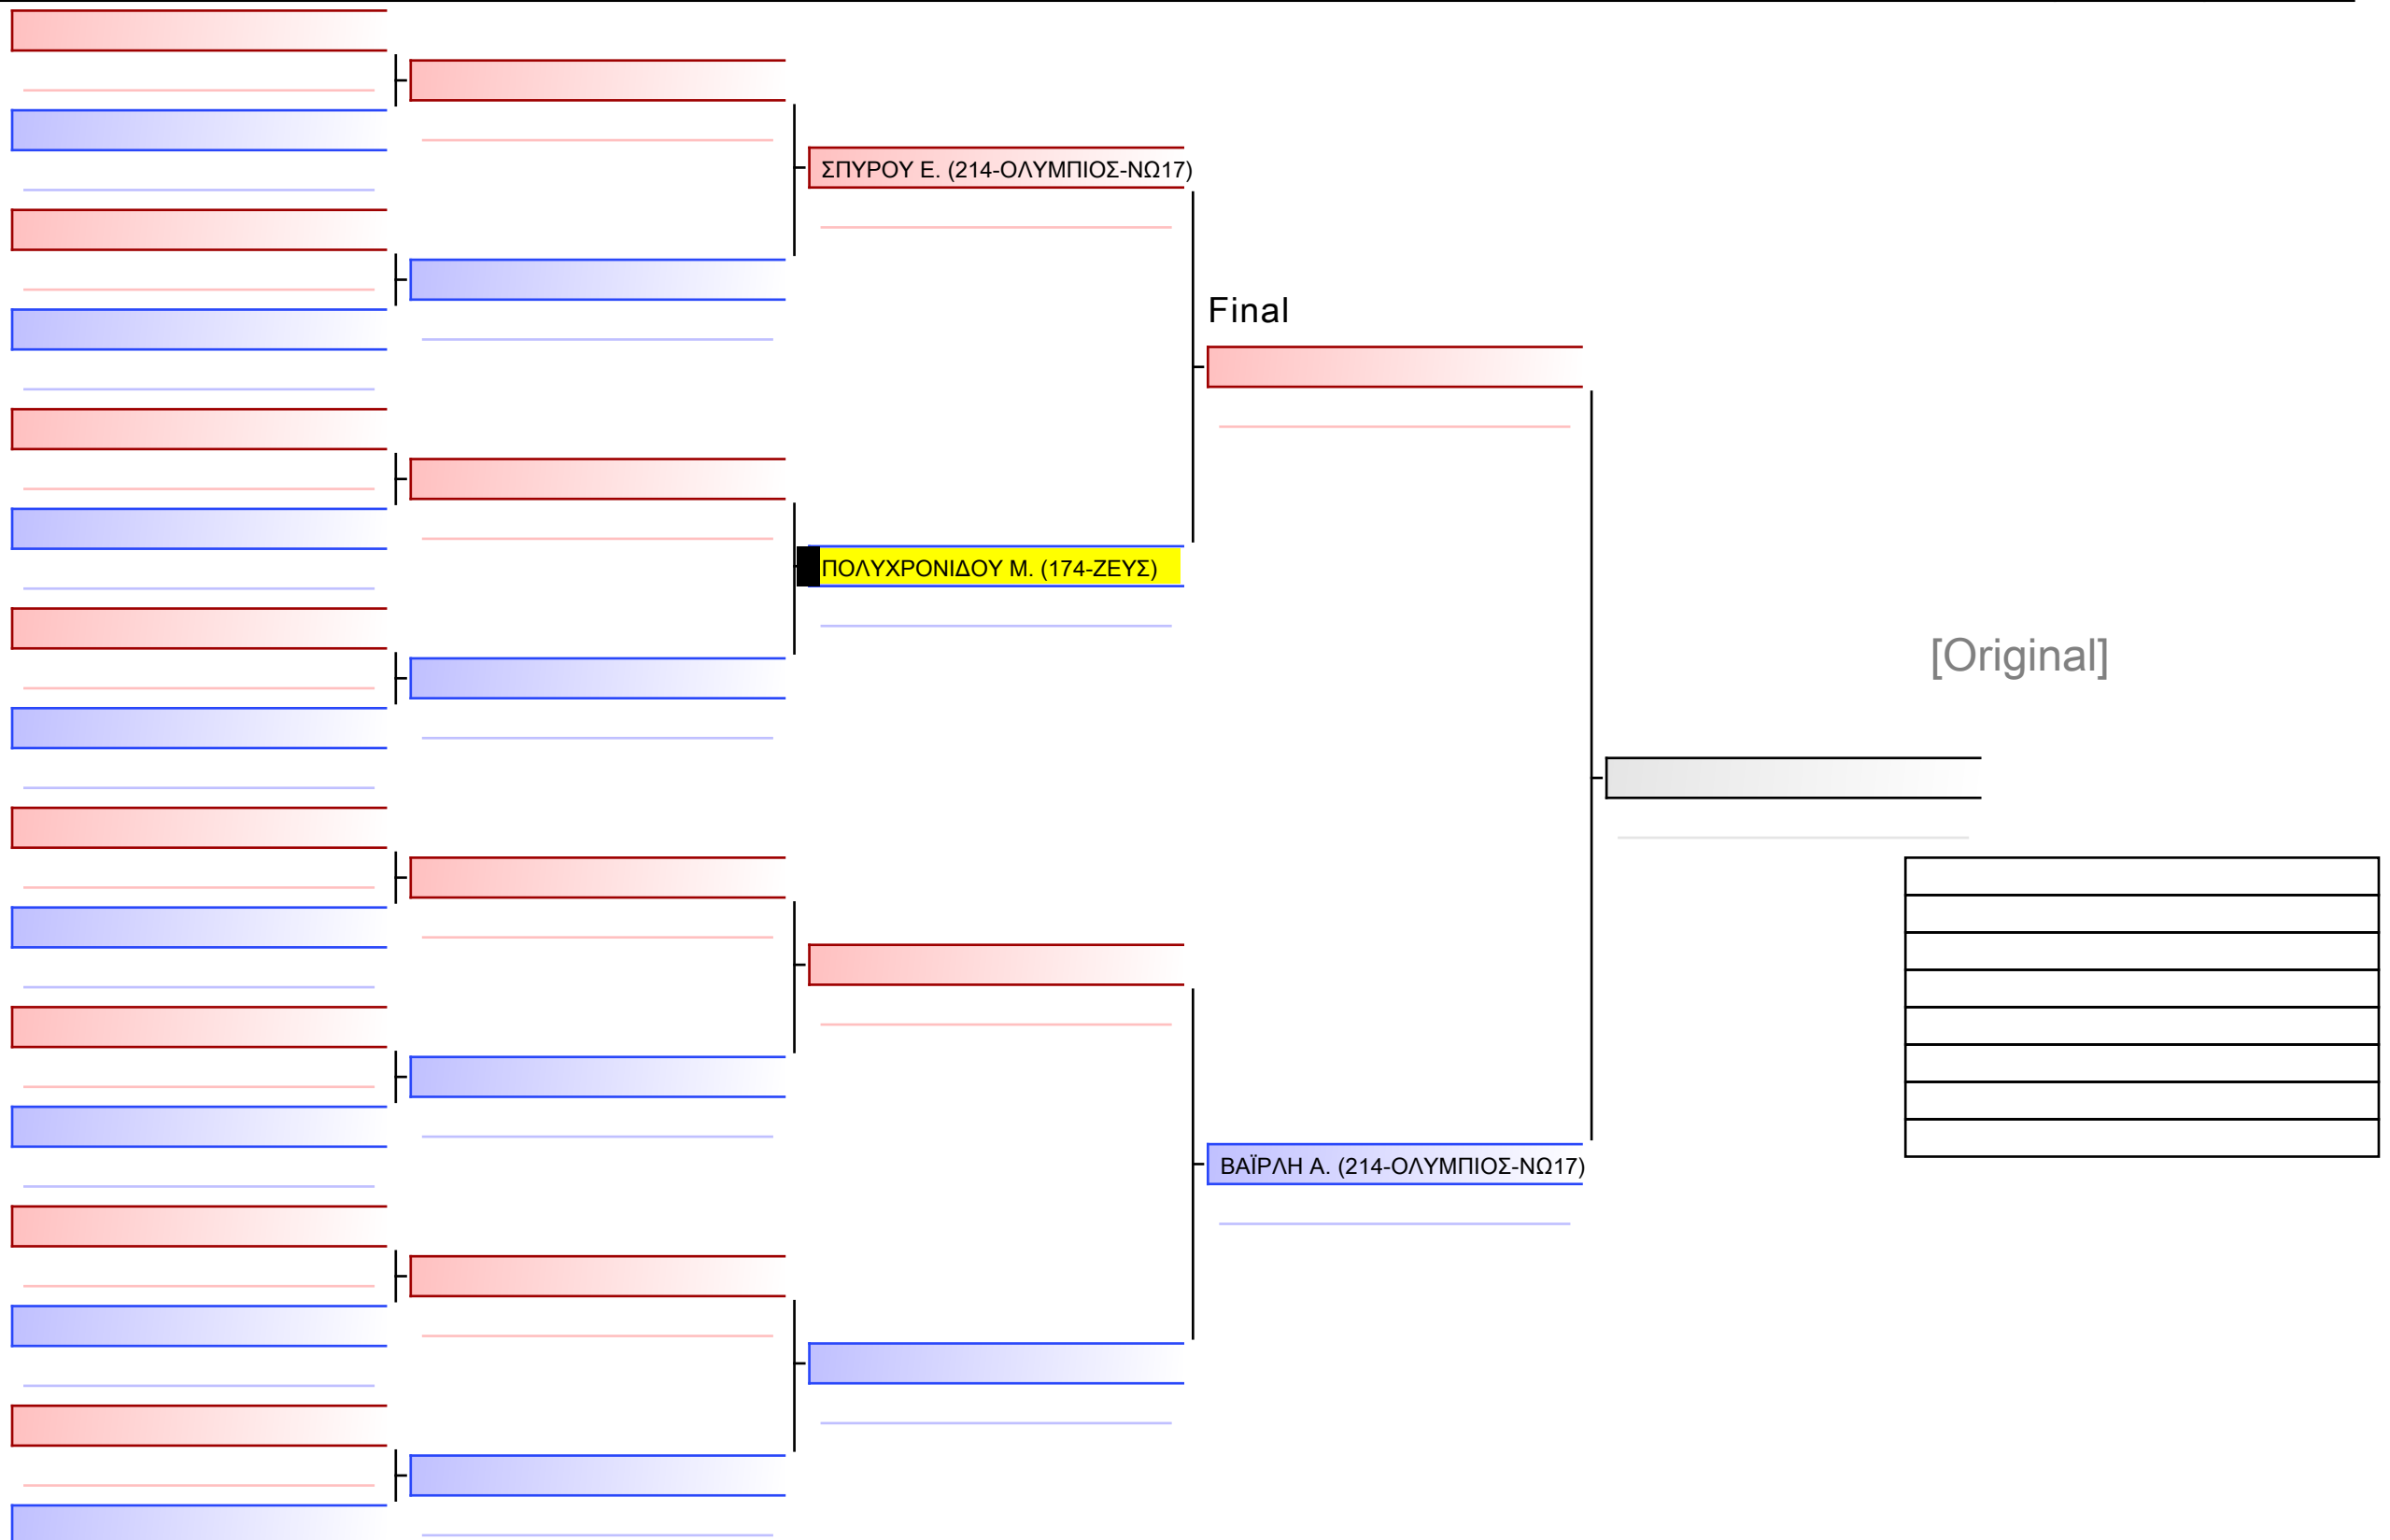 ΣΠΥΡΟΥ Ε. (214-ΟΛΥΜΠΙΟΣ-ΝΩ17)
Final
ΠΟΛΥΧΡΟΝΙΔΟΥ Μ. (174-ΖΕΥΣ)
[Original]
ΒΑΪΡΛΗ Α. (214-ΟΛΥΜΠΙΟΣ-ΝΩ17)